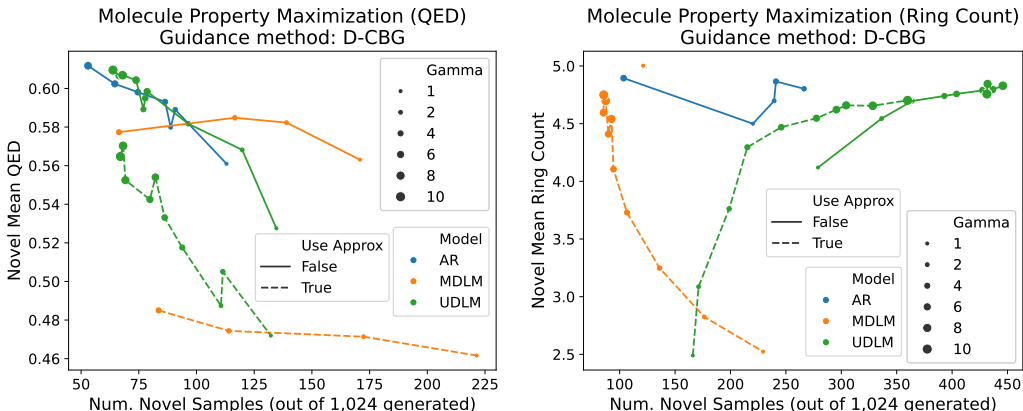 Molecule Property Maximization (QED)
Guidance method: D-CBG
Novel Mean QED
0.60
0.58
0.56
0.54
0.52
0.50
0.48
0.46
50
75
100
125
150
175
200
225
Num. Novel Samples (out of 1,024 generated)
Gamma
1
2
4
6
8
10
Use Approx
False
True
Model
AR
MDLM
UDLM
Molecule Property Maximization (Ring Count)
Guidance method: D-CBG
Novel Mean Ring Count
5.0
4.5
4.0
3.5
3.0
2.5
100
150
200
250
300
350
400
450
Num. Novel Samples (out of 1,024 generated)
Use Approx
False
True
Gamma
1
2
4
6
8
10
Model
AR
MDLM
UDLM